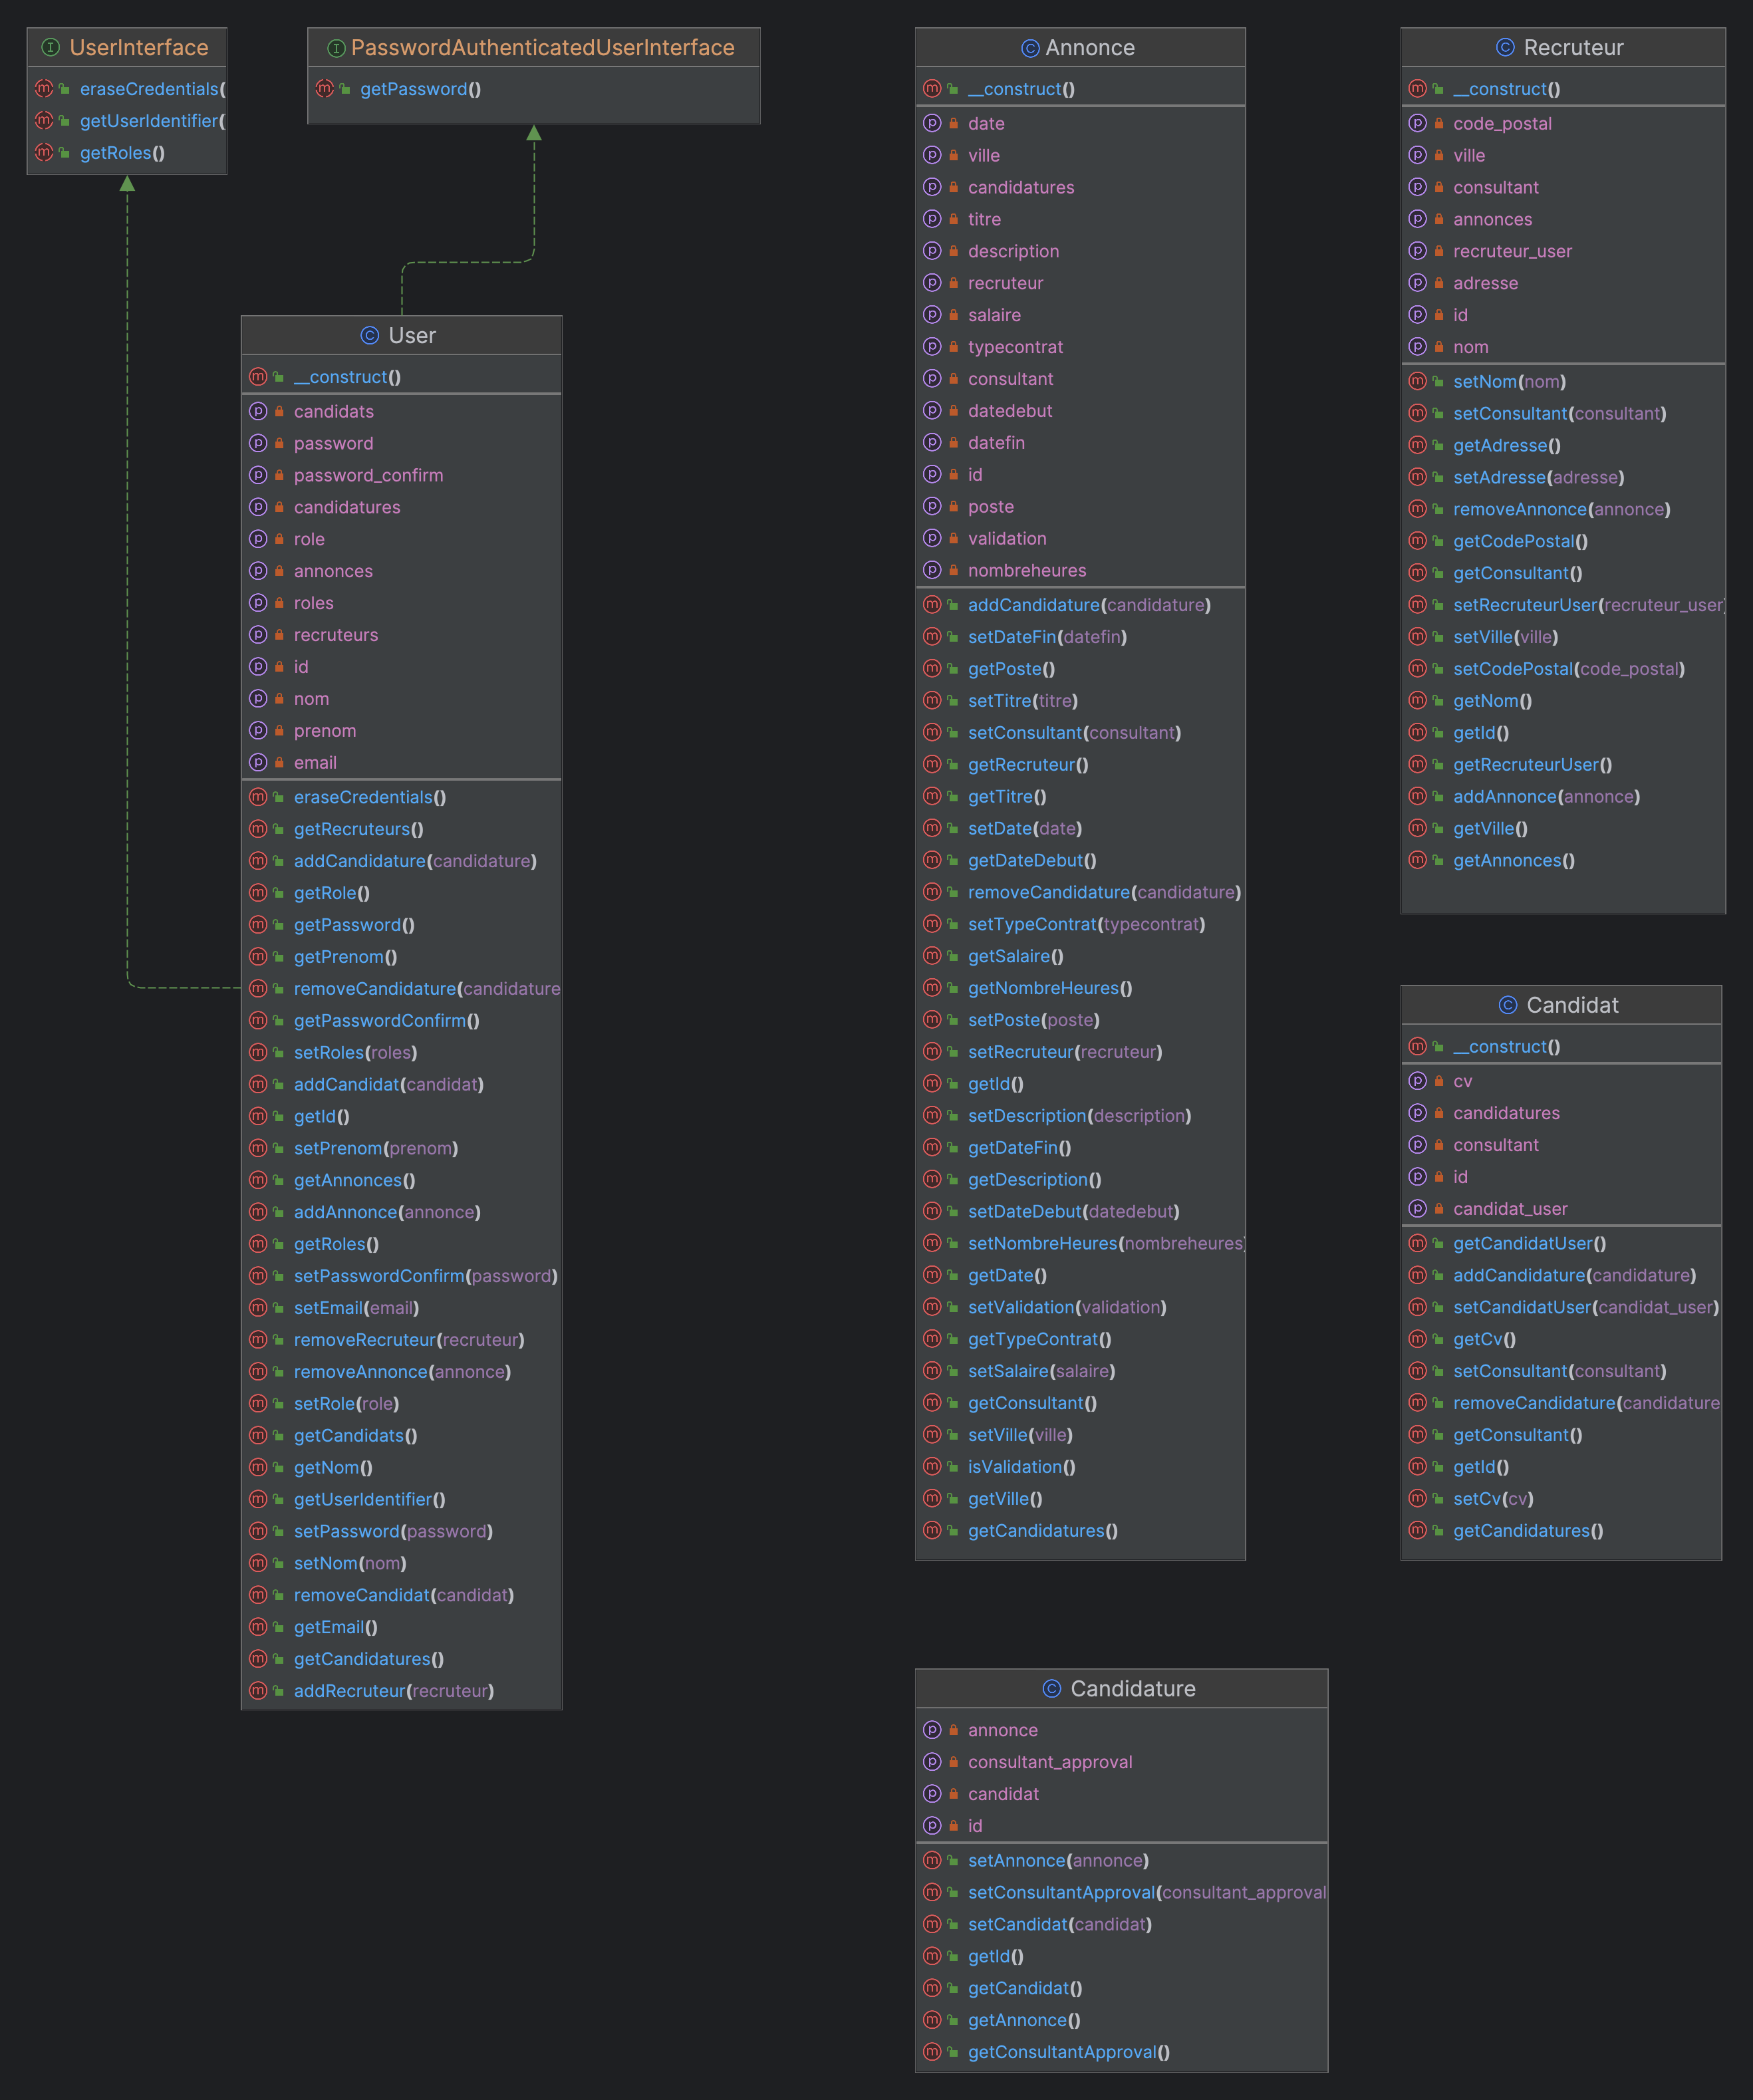 UserInterface
eraseCredentials(
getUserIdentifier(
getRoles()
PasswordAuthenticatedUserInterface
getPassword()
User
__construct()
candidats
password
password_confirm
candidatures
role
annonces
roles
recruteurs
id
nom
prenom
email
eraseCredentials()
getRecruteurs()
addCandidature(candidature)
getRole()
getPassword()
getPrenom()
removeCandidature(candidature
getPasswordConfirm()
setRoles(roles)
addCandidat(candidat)
getId()
setPrenom(prenom)
getAnnonces()
addAnnonce(annonce)
getRoles()
setPasswordConfirm(password)
setEmail(email)
removeRecruteur(recruteur)
removeAnnonce(annonce)
setRole(role)
getCandidats()
getNom()
getUserIdentifier()
setPassword(password)
setNom(nom)
removeCandidat(candidat)
getEmail()
getCandidatures()
addRecruteur(recruteur)
Annonce
__construct()
date
ville
candidatures
titre
description
recruteur
salaire
typecontrat
consultant
datedebut
datefin
id
poste
validation
nombreheures
addCandidature(candidature)
setDateFin(datefin)
getPoste()
setTitre(titre)
setConsultant(consultant)
getRecruteur()
getTitre()
setDate(date)
getDateDebut()
removeCandidature(candidature)
setTypeContrat(typecontrat)
getSalaire()
getNombreHeures()
setPoste(poste)
setRecruteur(recruteur)
getId()
setDescription(description)
getDateFin()
getDescription()
setDateDebut(datedebut)
setNombreHeures(nombreheures)
getDate()
setValidation(validation)
getTypeContrat()
setSalaire(salaire)
getConsultant()
setVille(ville)
isValidation()
getVille()
getCandidatures()
Recruteur
__construct()
code_postal
ville
consultant
annonces
recruteur_user
adresse
id
nom
setNom(nom)
setConsultant(consultant)
getAdresse()
setAdresse(adresse)
removeAnnonce(annonce)
getCodePostal()
getConsultant()
setRecruteurUser(recruteur_user)
setVille(ville)
setCodePostal(code_postal)
getNom()
getId()
getRecruteurUser()
addAnnonce(annonce)
getVille()
getAnnonces()
Candidat
__construct()
cv
candidatures
consultant
id
candidat_user
getCandidatUser()
addCandidature(candidature)
setCandidatUser(candidat_user)
getCv()
setConsultant(consultant)
removeCandidature(candidature
getConsultant()
getId()
setCv(cv)
getCandidatures()
Candidature
annonce
consultant_approval
candidat
id
setAnnonce(annonce)
setConsultantApproval(consultant_approval
setCandidat(candidat)
getId()
getCandidat()
getAnnonce()
getConsultantApproval()